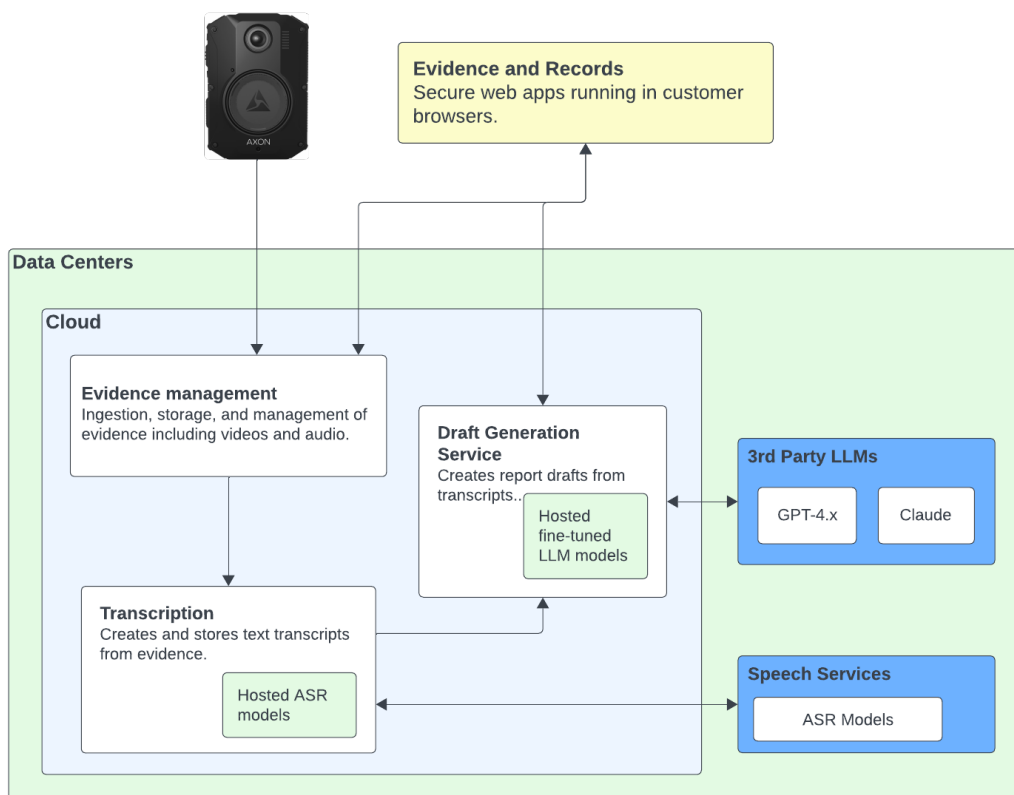 AXON
Evidence and Records
Secure web apps running in customer
browsers.
Data Centers
Cloud
Evidence management
Ingestion, storage, and management of
evidence including videos and audio.
Draft Generation
Service
Creates report drafts from
transcripts..
Hosted
fine-tuned
LLM models
3rd Party LLMs
GPT-4.x
Claude
Transcription
Creates and stores text transcripts
from evidence.
Hosted ASR
models
Speech Services
ASR Models